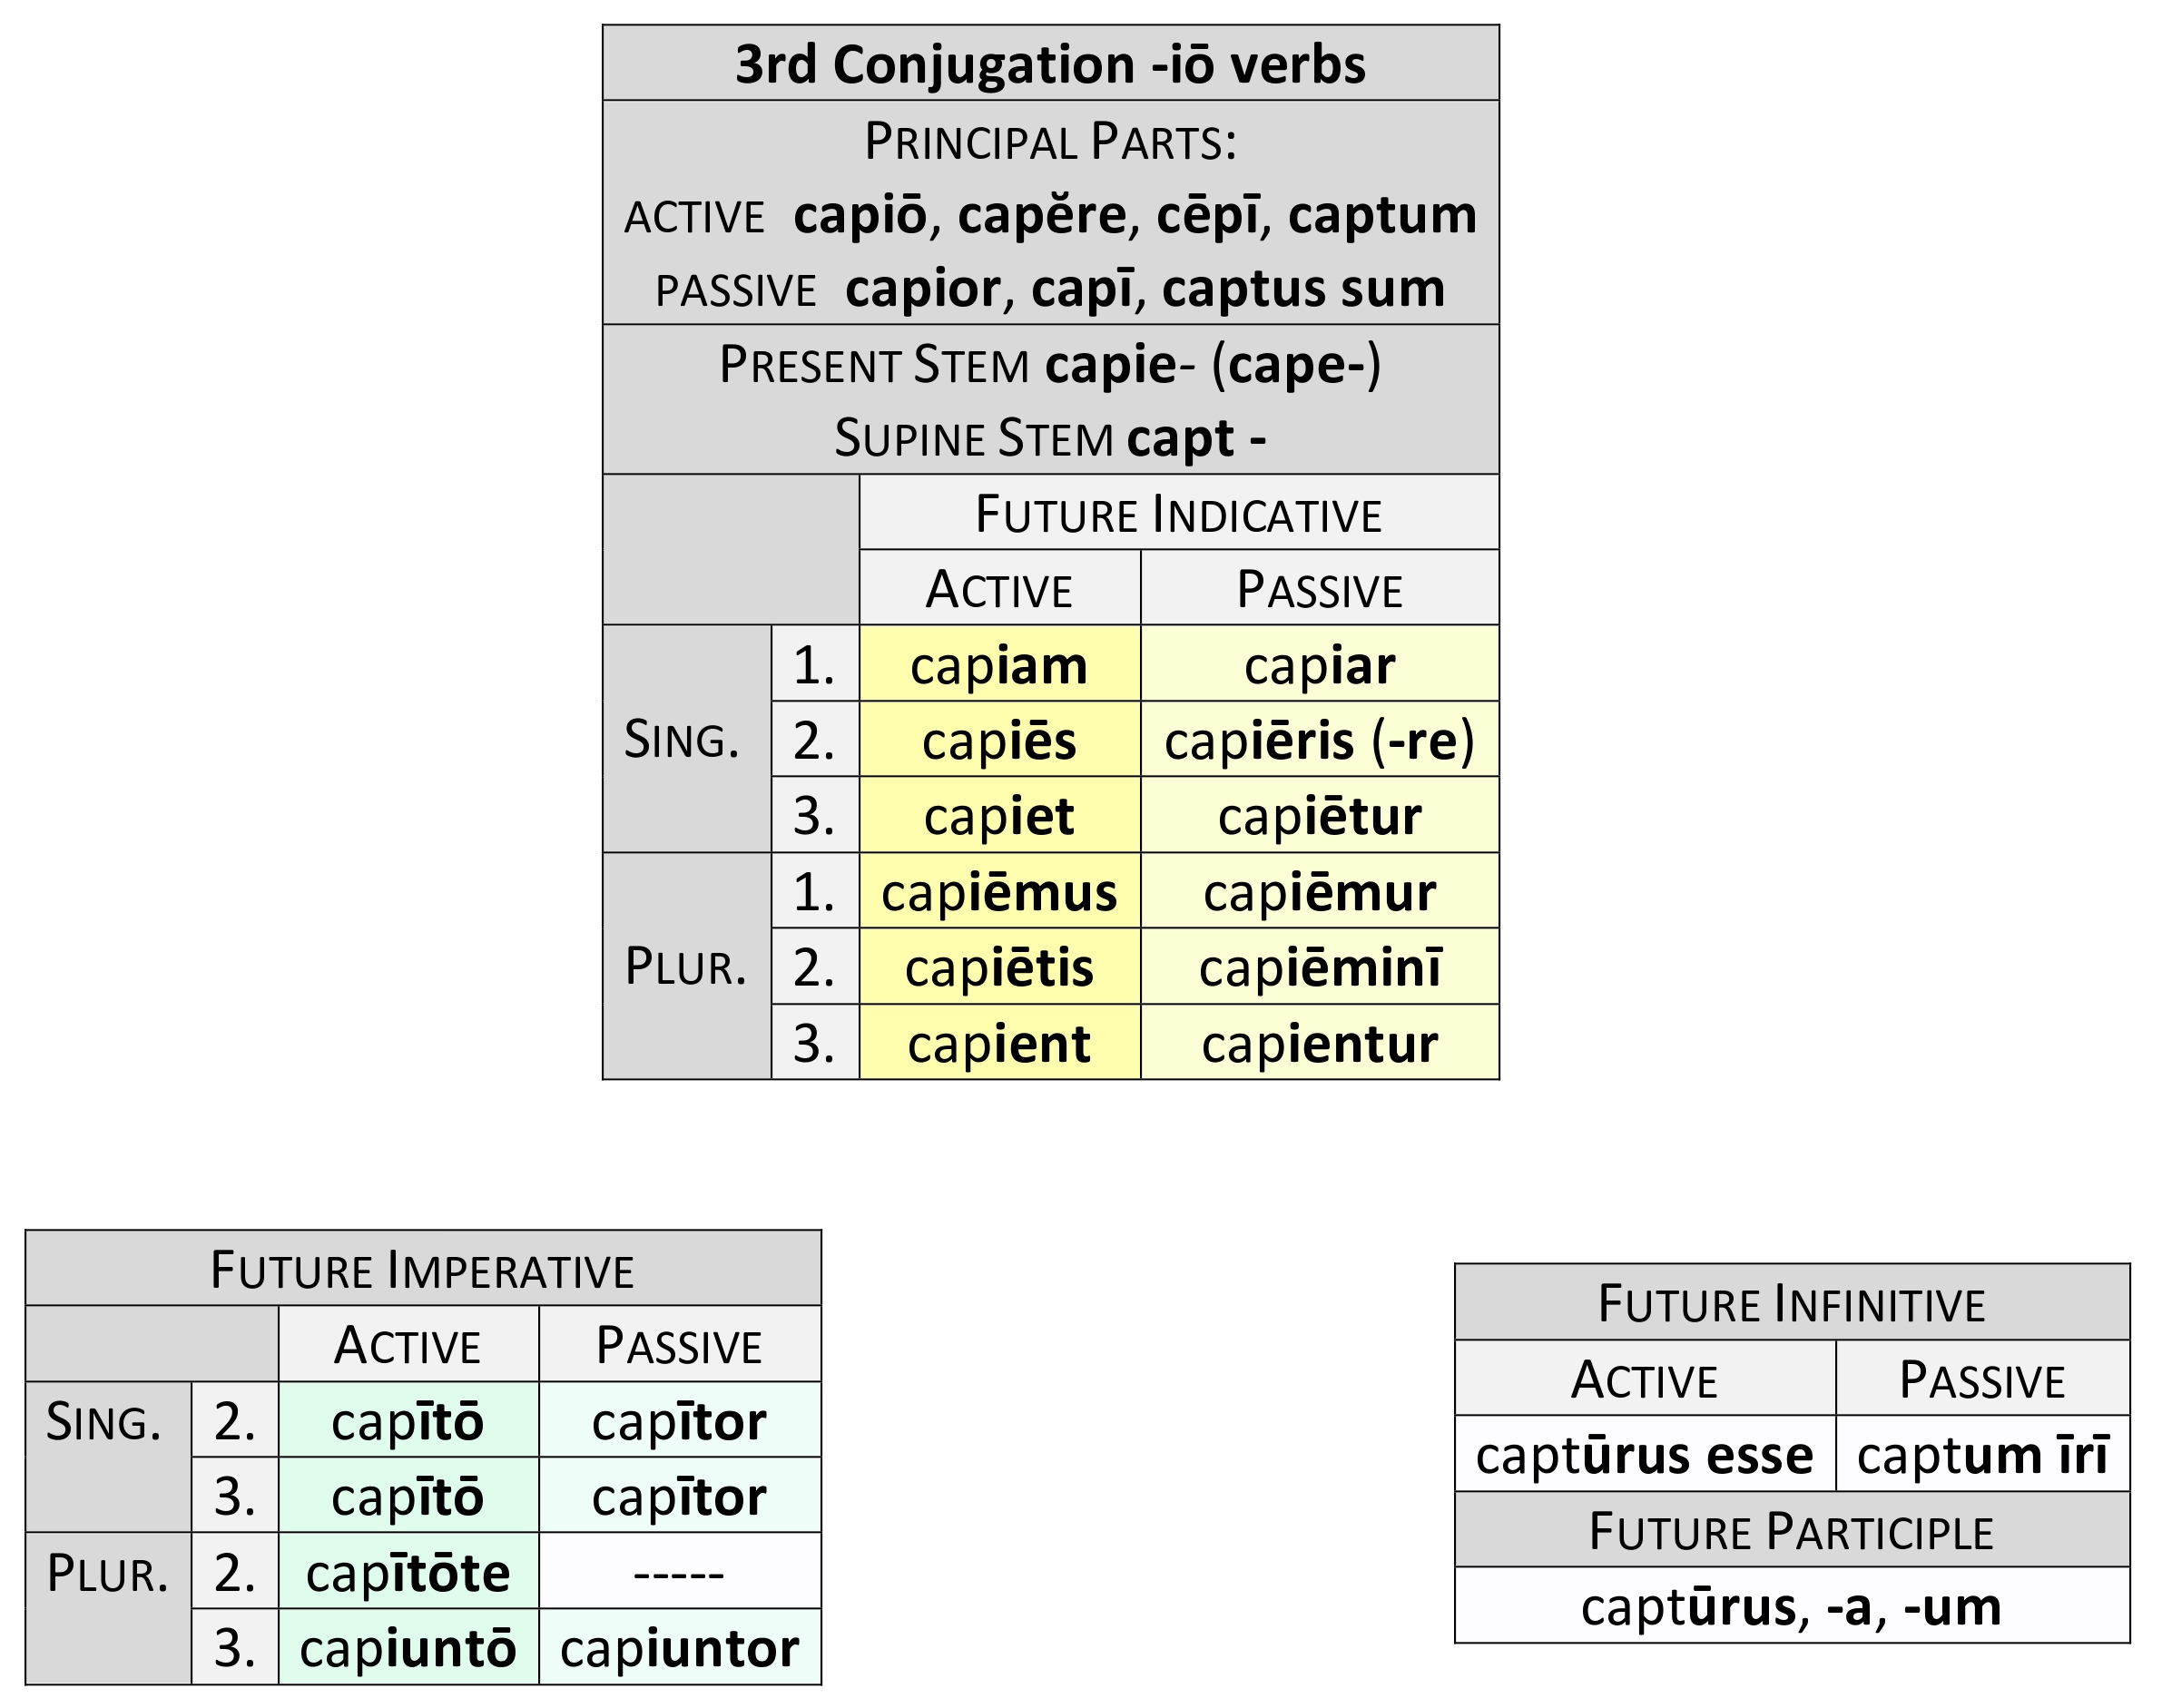 3rd Conjugation -iō verbs
Principal Parts:
active capiō, capĕre, cēpī, captum
passive capior, capī, captus sum
Present Stem capie- (cape-)
Supine Stem capt -
Future Indicative
Active Passive
Sing. 1. capiam capiar
2. capiēs capiēris (-re)
3. capiet capiētur
Plur. 1. capiēmus capiēmur
2. capiētis capiēminī
3. capient capientur
Future Imperative
Active Passive
Sing. 2. capītō capītor
3. capītō capītor
Plur. 2. capītōte -----
3. capiuntō capiuntor
Future Infinitive
Active Passive
captūrus esse captum īrī
Future Participle
captūrus, -a, -um